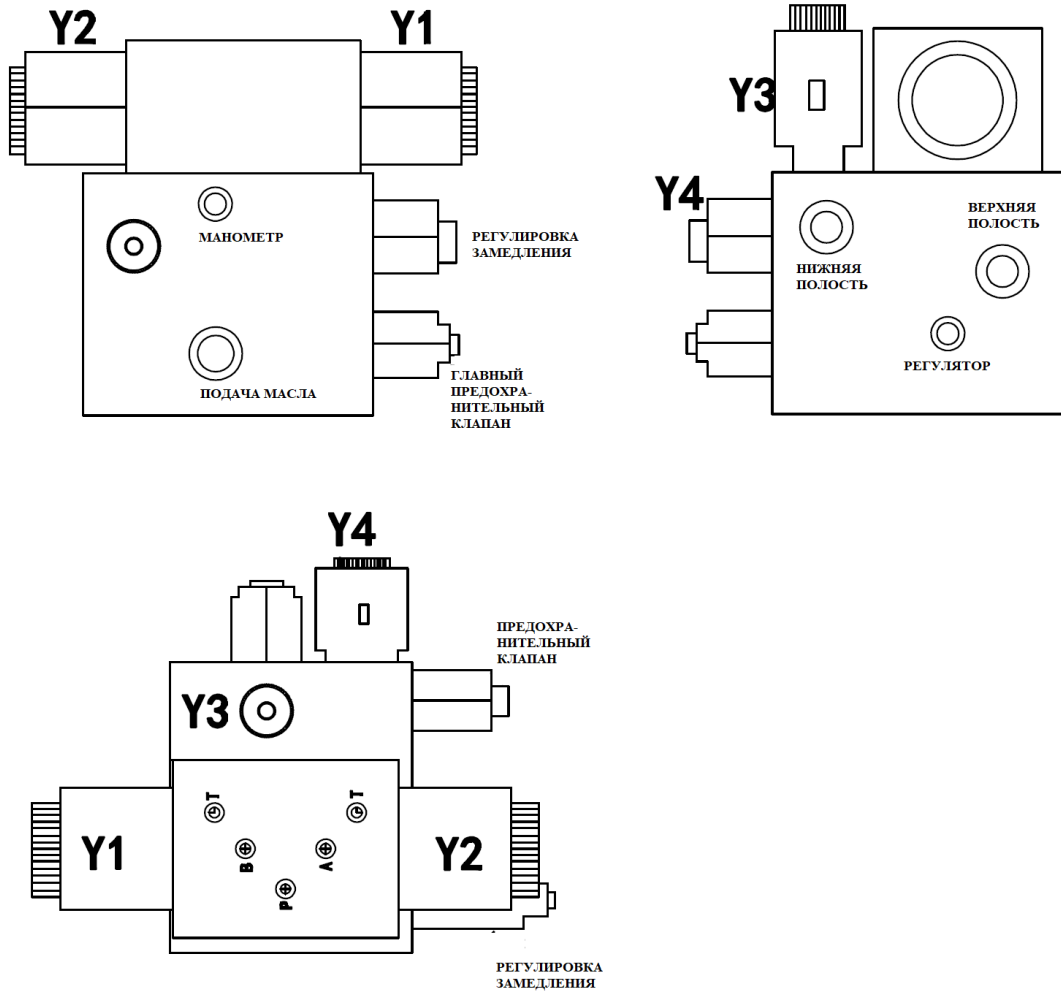 Y2
Y1
МАНОМЕТР
РЕГУЛИРОВКА
ЗАМЕДЛЕНИЯ
ПОДАЧА МАСЛА
ГЛАВНЫЙ
ПРЕДОХРА-
НИТЕЛЬНЫЙ
КЛАПАН
Y3
Y4
ВЕРХНЯЯ
ПОЛОСТЬ
НИЖНЯЯ
ПОЛОСТЬ
РЕГУЛЯТОР
Y4
ПРЕДОХРА-
НИТЕЛЬНЫЙ
КЛАПАН
Y3
T
T
Y1
B
A
Y2
P
РЕГУЛИРОВКА
ЗАМЕДЛЕНИЯ